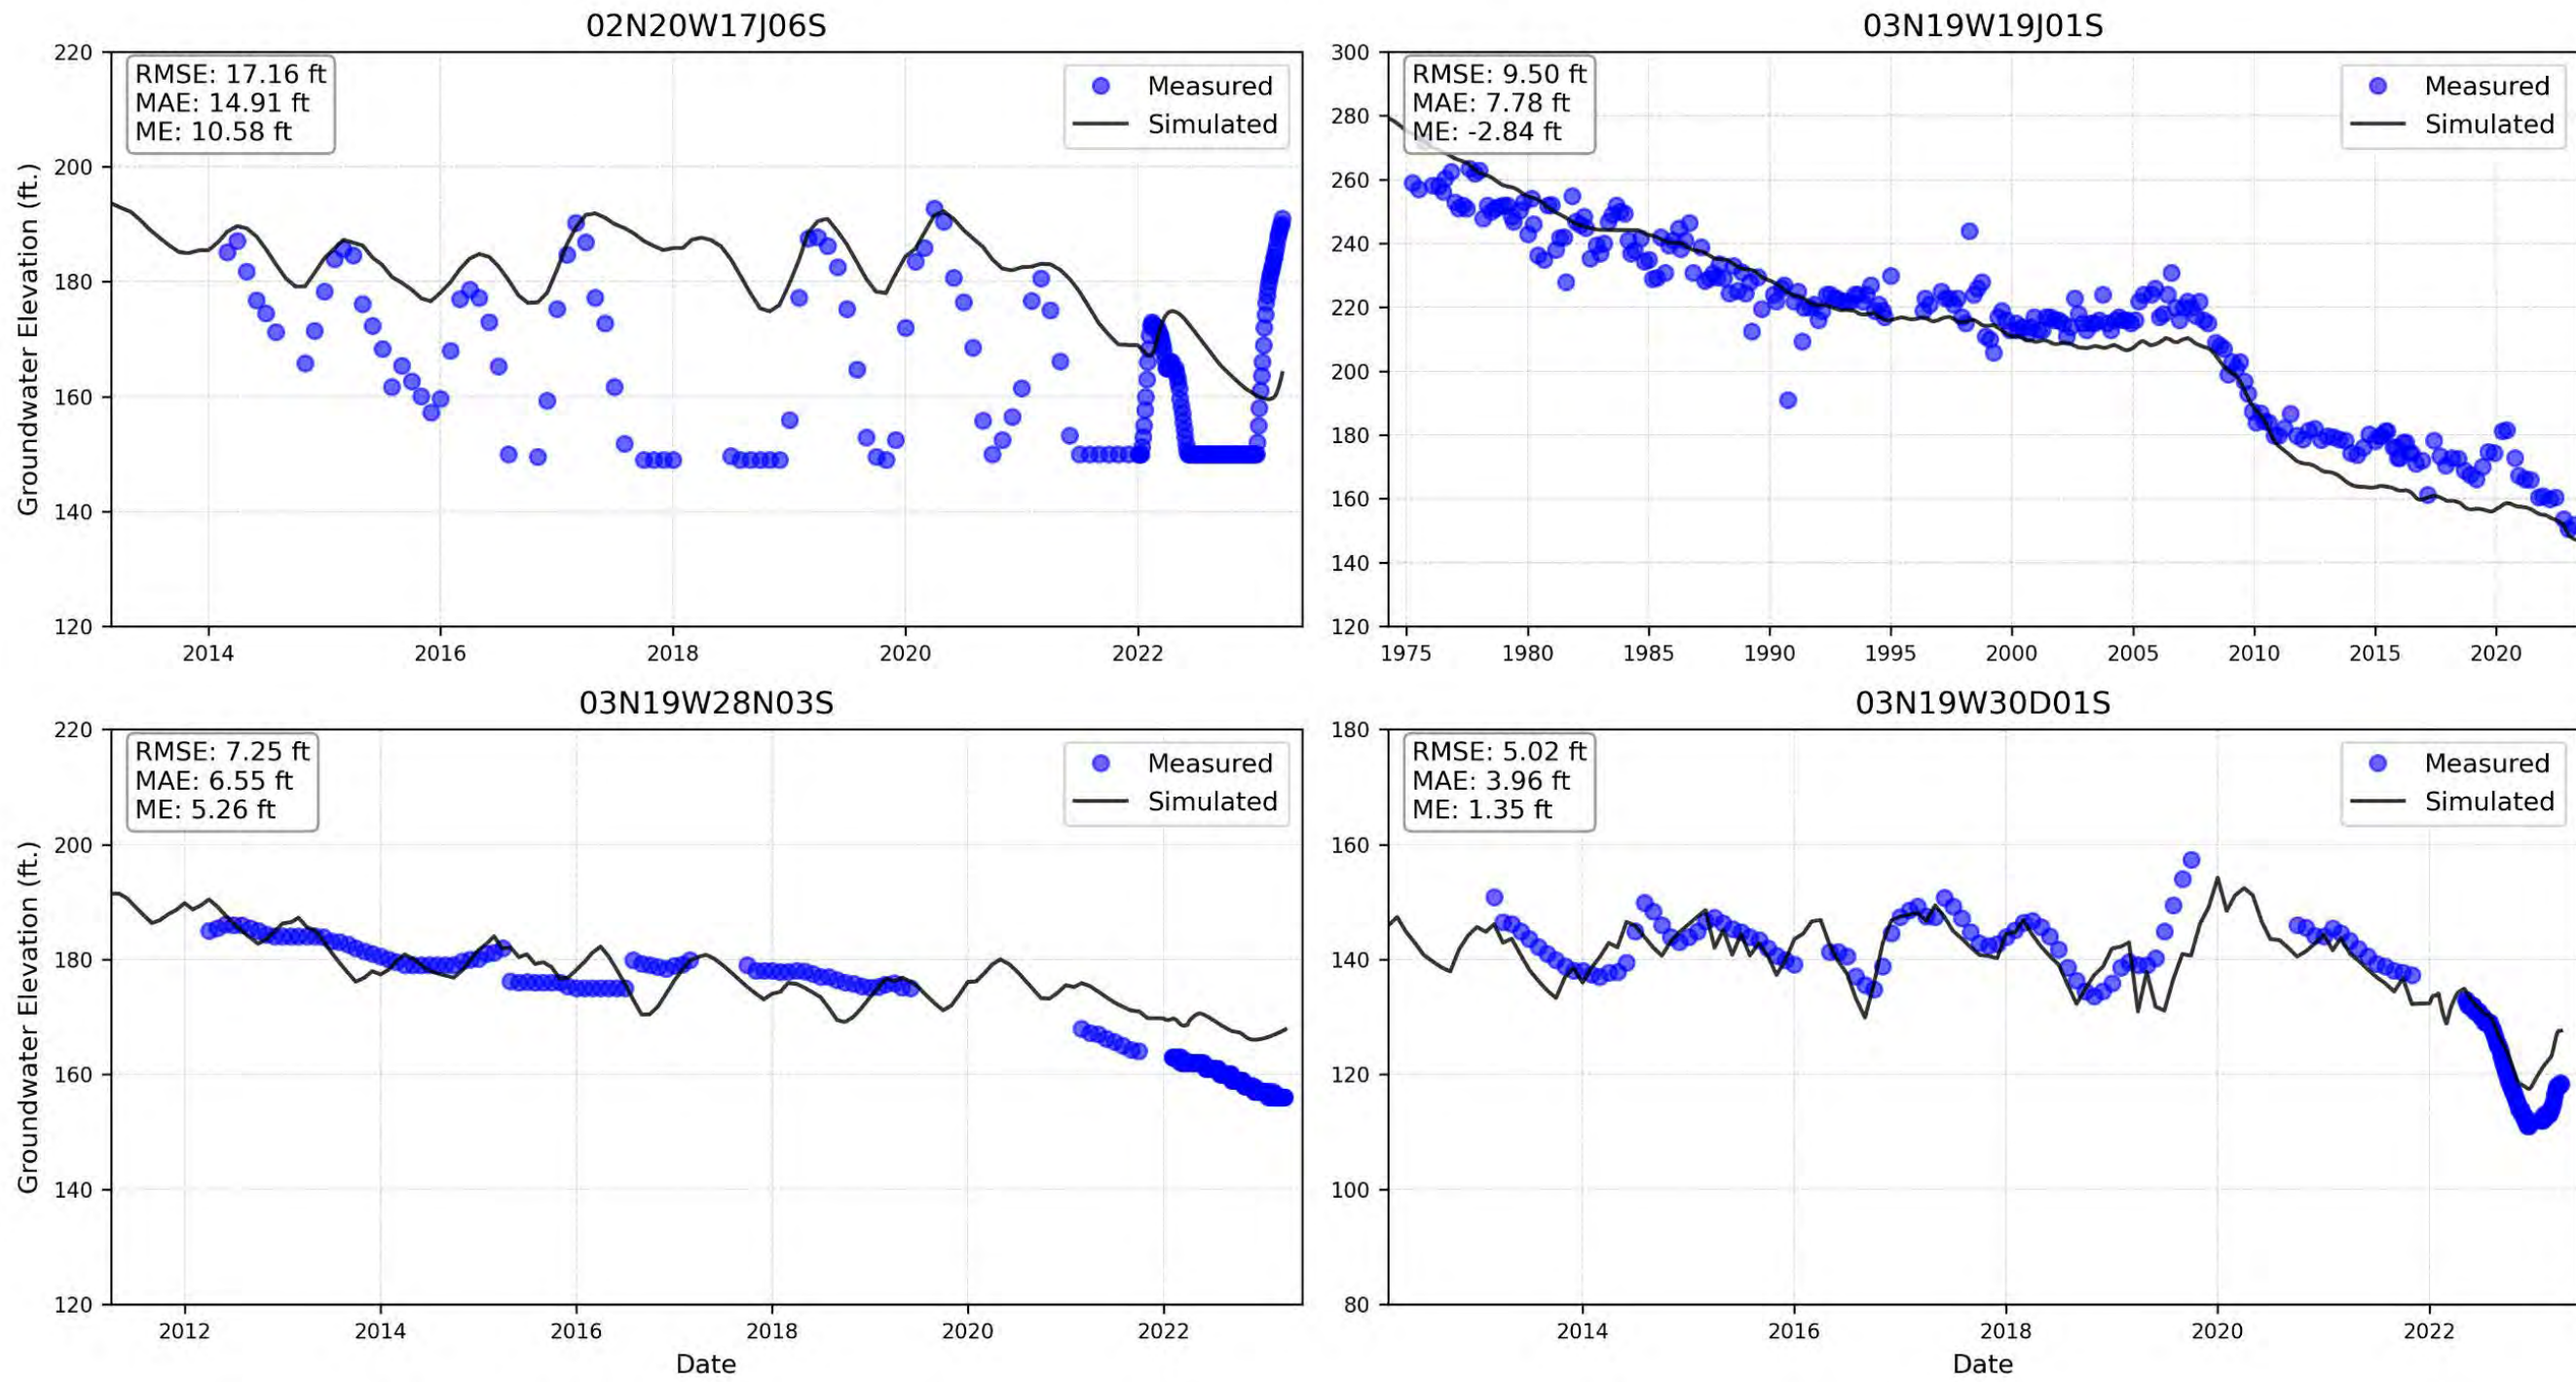 02N20W17J06S
RMSE: 17.16 ft
MAE: 14.91 ft
ME: 10.58 ft
Measured
Simulated
Groundwater Elevation (ft.)
220
200
180
160
140
120
2014 2016 2018 2020 2022
03N19W19J01S
RMSE: 9.50 ft
MAE: 7.78 ft
ME: -2.84 ft
Measured
Simulated
300
280
260
240
220
200
180
160
140
120
1975 1980 1985 1990 1995 2000 2005 2010 2015 2020
03N19W28N03S
RMSE: 7.25 ft
MAE: 6.55 ft
ME: 5.26 ft
Measured
Simulated
Groundwater Elevation (ft.)
220
200
180
160
140
120
2012 2014 2016 2018 2020 2022
Date
03N19W30D01S
RMSE: 5.02 ft
MAE: 3.96 ft
ME: 1.35 ft
Measured
Simulated
180
160
140
120
100
80
2014 2016 2018 2020 2022
Date